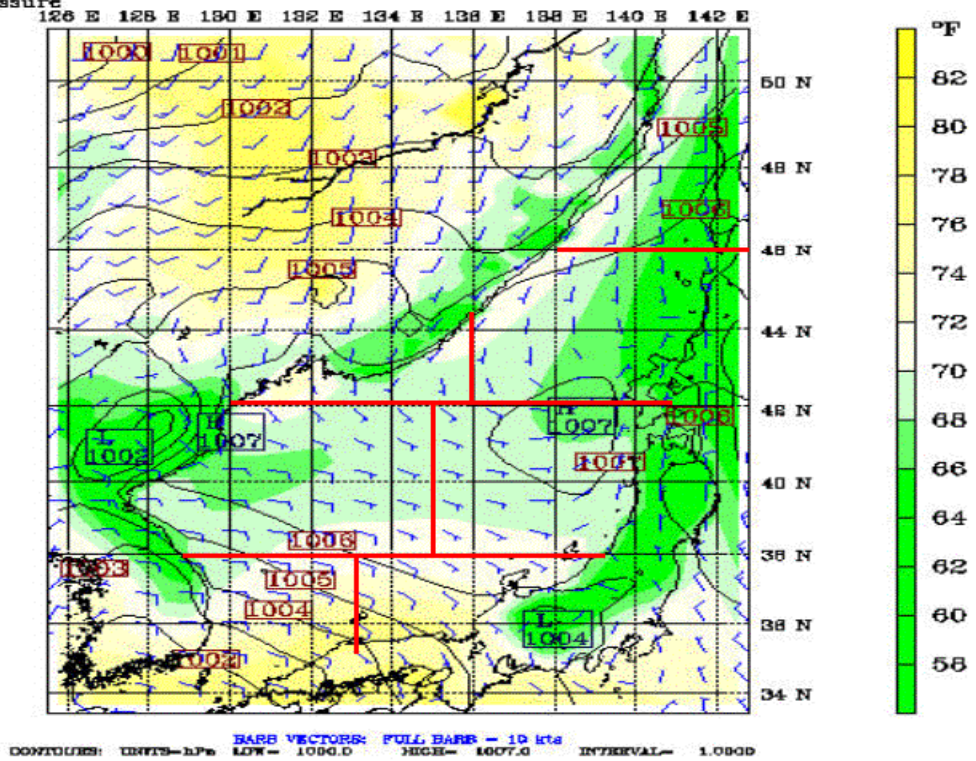 ssure
126 E 128 E 130 E 132 E 134 E 136 E 138 E 140 E 142 E
°F
1000 1001
50 N
82
1002
1005
80
1003
48 N
78
1004
1006
76
46 N
1005
74
44 N
72
70
42 N
H
1007
1007
1006
L
1002
68
1007
66
40 N
64
1006
38 N
1003
1005
62
1004
36 N
L
1004
60
1002
58
34 N
BARB VECTORS: FULL BARB = 10 kts
CONTOURS: UNITS=hPa LOW= 1000.0 HIGH= 1007.0 INTERVAL= 1.0000